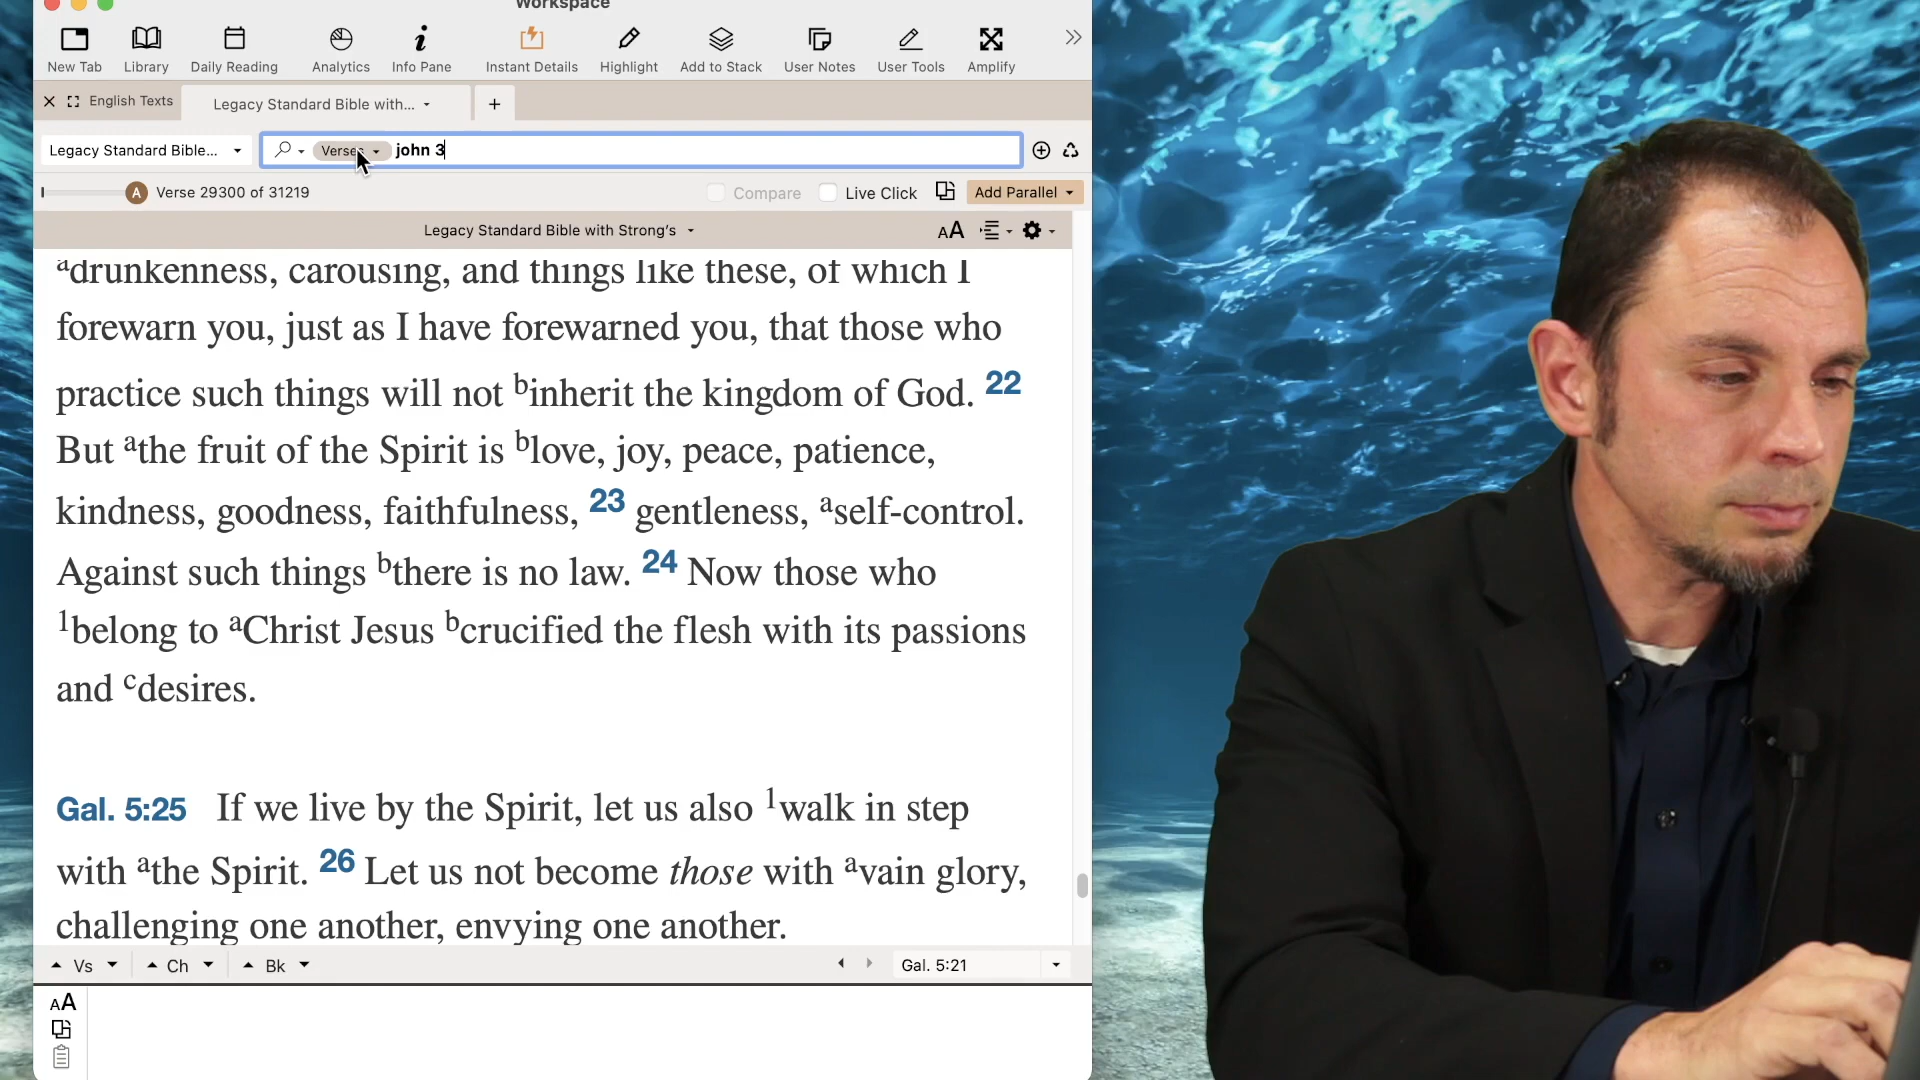 Workspace
New Tab
Library
Daily Reading
Analytics
Info Pane
Instant Details
Highlight
Add to Stack
User Notes
User Tools
Amplify
English Texts
Legacy Standard Bible with...
Legacy Standard Bible...
Verses john 3
A Verse 29300 of 31219
Compare
Live Click
Add Parallel
Legacy Standard Bible with Strong's
AA
adrunkenness, carousing, and things like these, of which I
forewarn you, just as I have forewarned you, that those who
practice such things will not binherit the kingdom of God. 22
But athe fruit of the Spirit is blove, joy, peace, patience,
kindness, goodness, faithfulness, 23 gentleness, aself-control.
Against such things bthere is no law. 24 Now those who
1belong to aChrist Jesus bcrucified the flesh with its passions
and cdesires.
Gal. 5:25 If we live by the Spirit, let us also 1walk in step
with athe Spirit. 26 Let us not become those with avain glory,
challenging one another, envying one another.
Vs
Ch
Bk
Gal. 5:21
AA